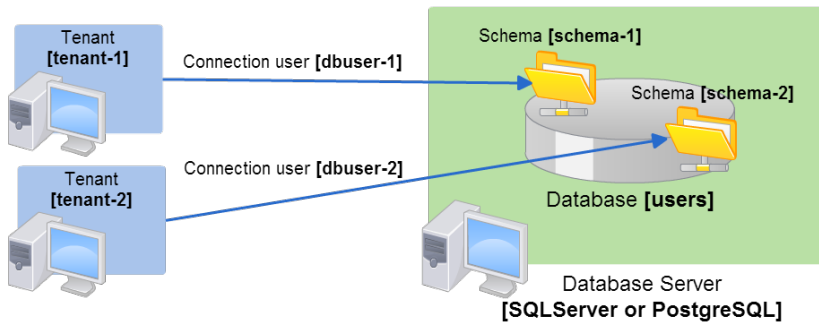 Tenant
[tenant-1]
Connection user [dbuser-1]
Schema [schema-1]
Schema [schema-2]
Tenant
[tenant-2]
Connection user [dbuser-2]
Database [users]
Database Server
[SQLServer or PostgreSQL]